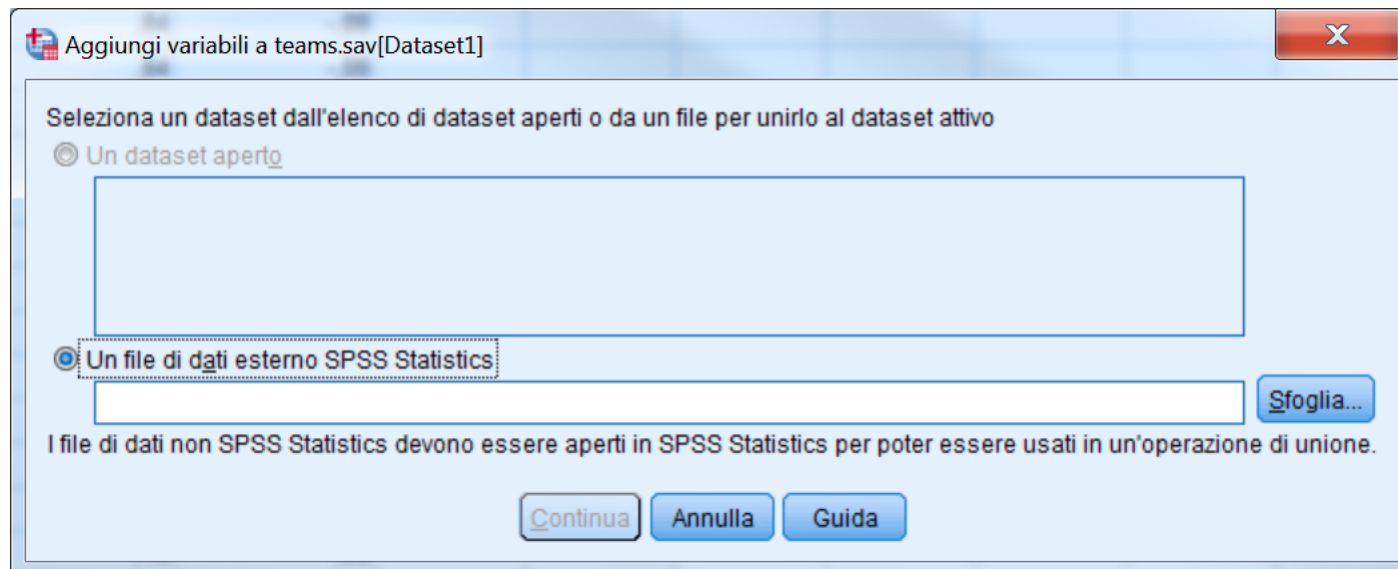 Aggiungi variabili a teams.sav[Dataset1]
Seleziona un dataset dall'elenco di dataset aperti o da un file per unirlo al dataset attivo
Un dataset aperto
Un file di dati esterno SPSS Statistics
Sfoglia...
I file di dati non SPSS Statistics devono essere aperti in SPSS Statistics per poter essere usati in un'operazione di unione.
Continua Annulla Guida